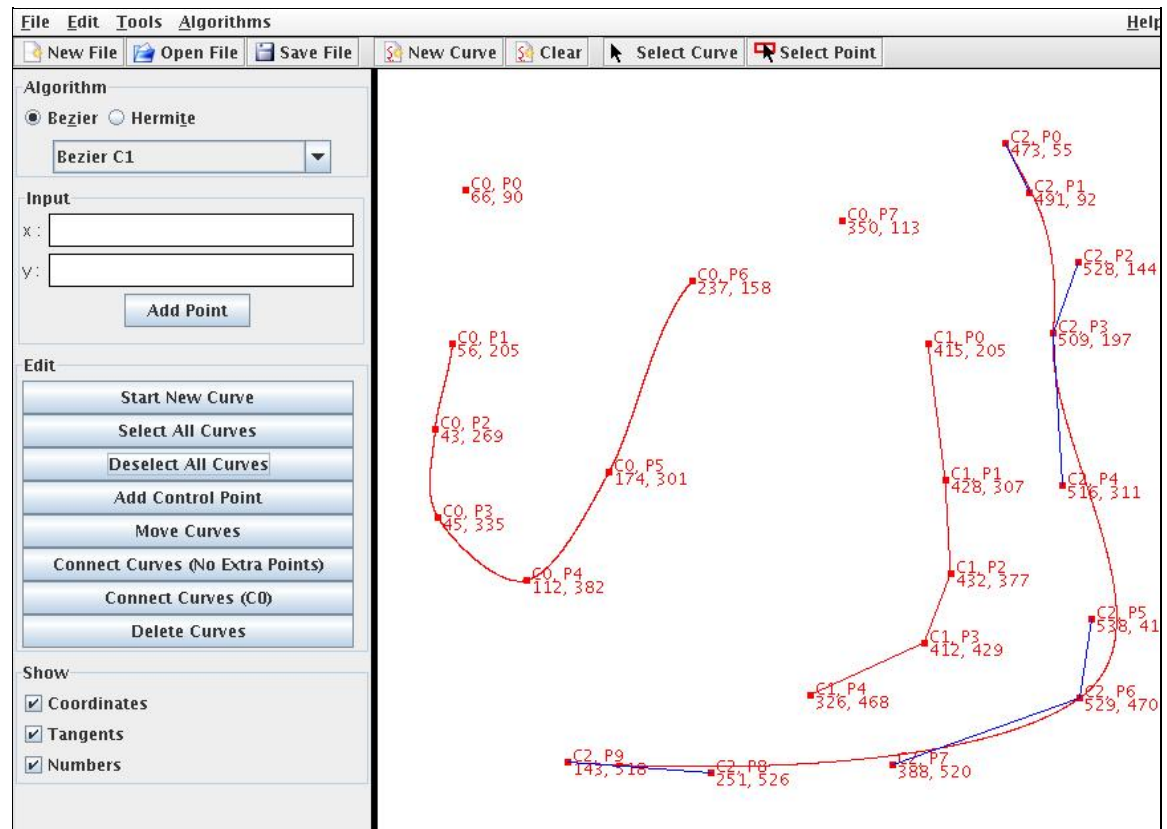 File Edit Tools Algorithms Help
New File Open File Save File New Curve Clear Select Curve Select Point
Algorithm
Bezier Hermite
Bezier C1
Input
x :
y :
Add Point
Edit
Start New Curve
Select All Curves
Deselect All Curves
Add Control Point
Move Curves
Connect Curves (No Extra Points)
Connect Curves (C0)
Delete Curves
Show
Coordinates
Tangents
Numbers
C2, P0
473, 55
C0, P0
66, 90
C2, P1
491, 92
C0, P7
350, 113
C2, P2
528, 144
C0, P6
237, 158
C2, P3
509, 197
C0, P1
56, 205
C1, P0
415, 205
C0, P2
43, 269
C0, P5
174, 301
C1, P1
428, 307
C2, P4
516, 311
C0, P3
45, 335
C0, P4
112, 382
C1, P2
432, 377
C2, P5
538, 41
C1, P3
412, 429
C1, P4
326, 468
C2, P6
529, 470
C2, P9
143, 518
C2, P8
251, 526
C2, P7
388, 520